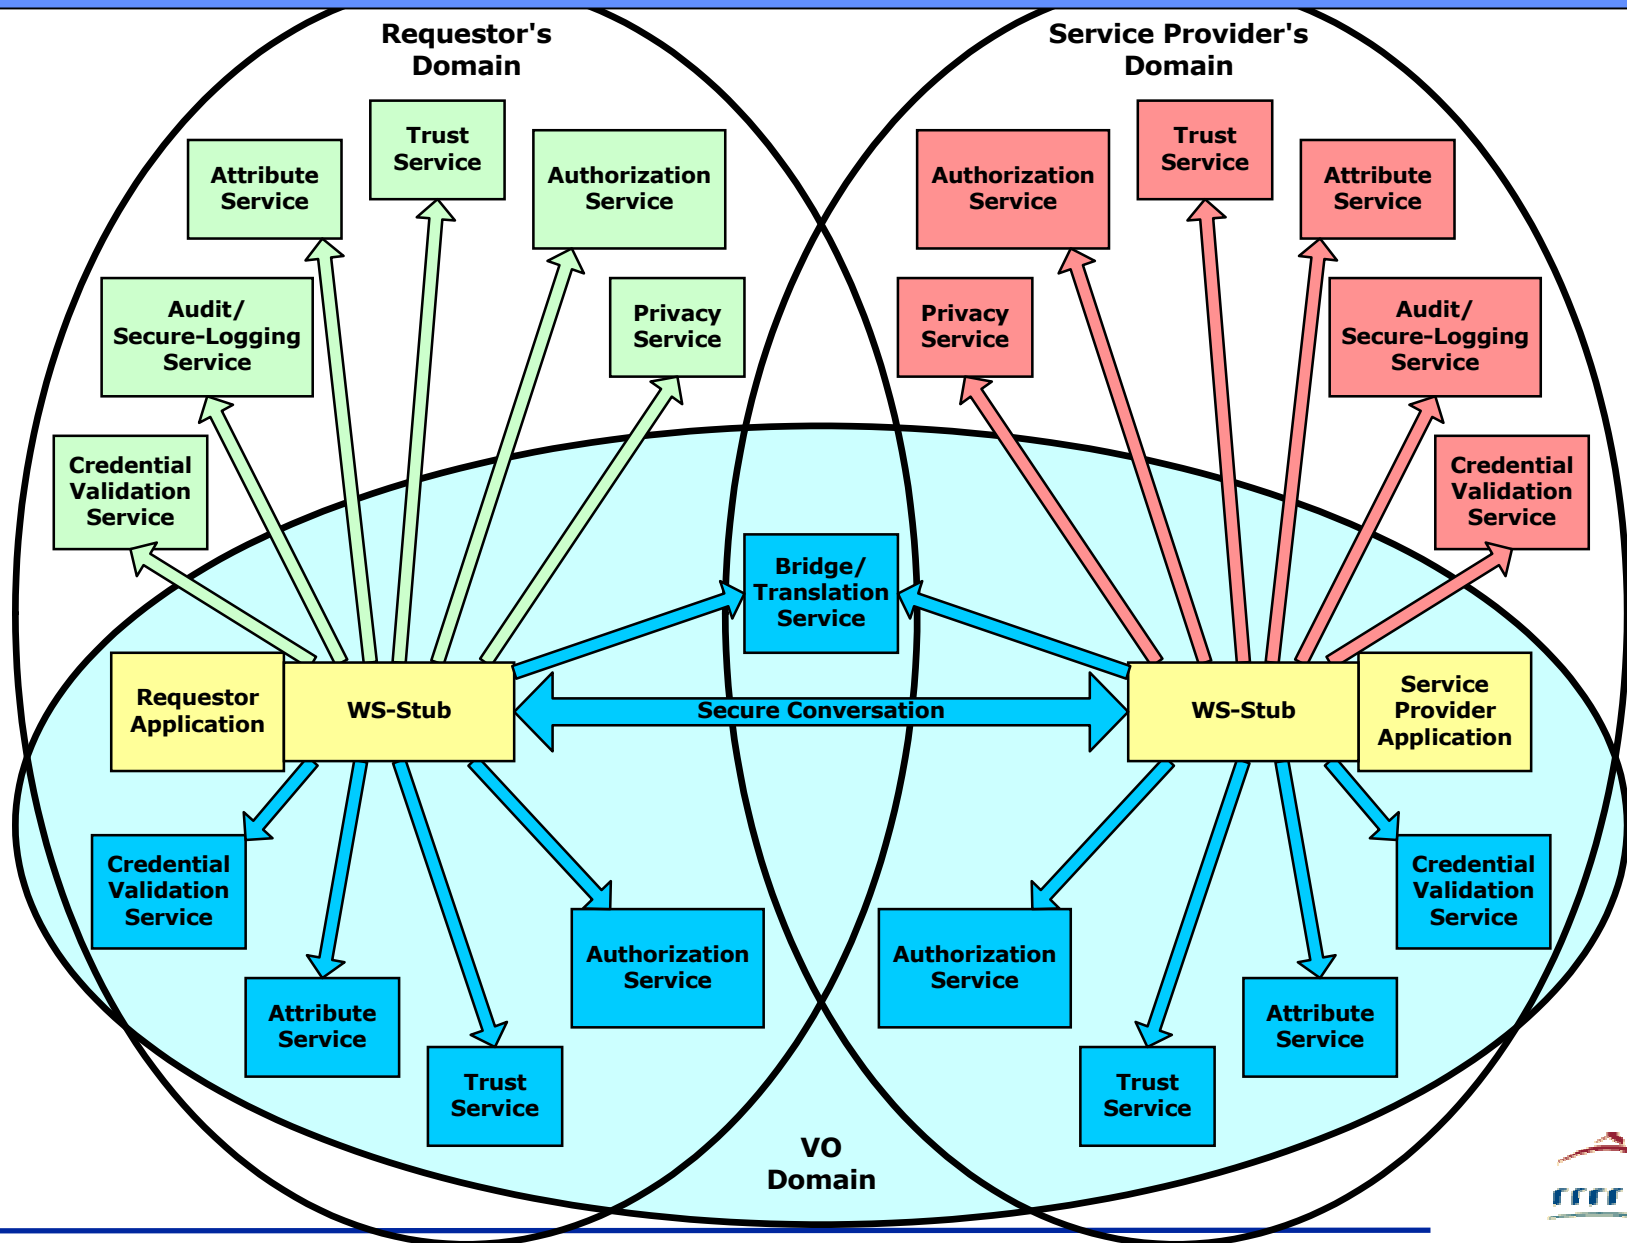 Requestor's
Domain
Service Provider's
Domain
Trust
Service
Attribute
Service
Authorization
Service
Audit/
Secure-Logging
Service
Privacy
Service
Credential
Validation
Service
Authorization
Service
Trust
Service
Attribute
Service
Privacy
Service
Audit/
Secure-Logging
Service
Credential
Validation
Service
Bridge/
Translation
Service
Requestor
Application
WS-Stub
Secure Conversation
WS-Stub
Service
Provider
Application
Credential
Validation
Service
Attribute
Service
Trust
Service
Authorization
Service
Authorization
Service
Trust
Service
Attribute
Service
Credential
Validation
Service
VO
Domain